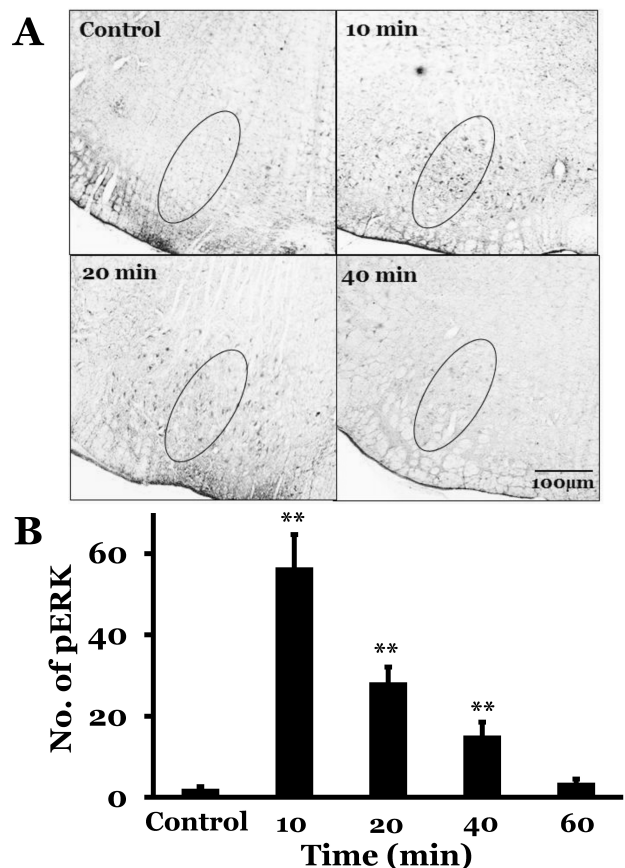 A
Control
10 min
20 min
40 min
100µm
B
No. of pERK
60
40
20
0
**
**
**
Control 10 20 40 60
Time (min)